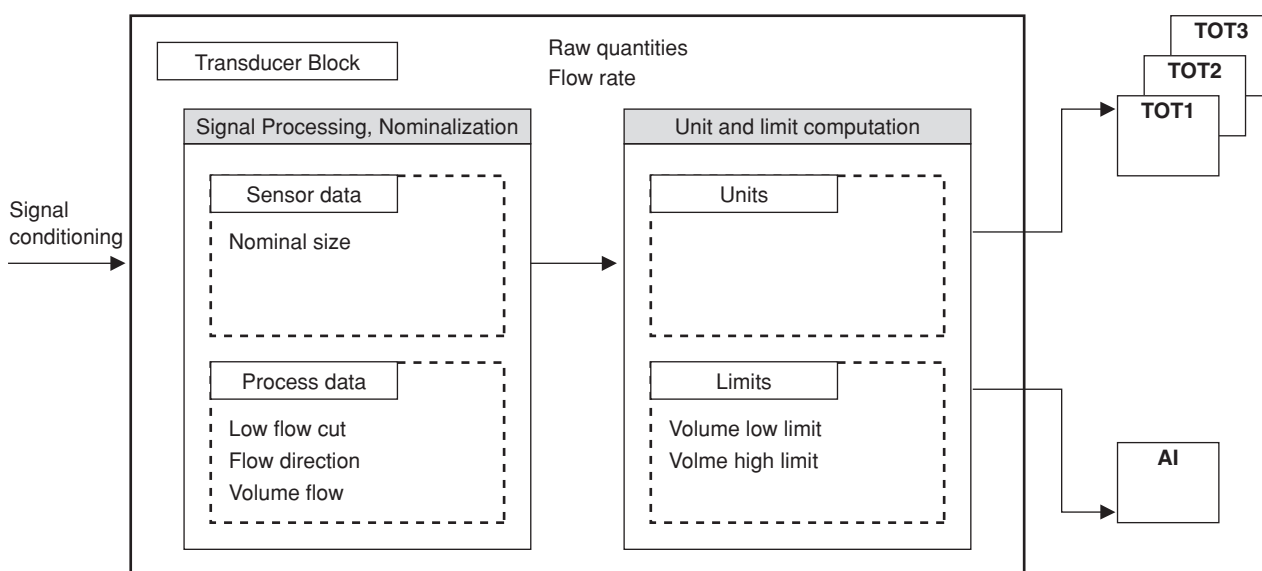 Transducer Block
Raw quantities
Flow rate
TOT3
TOT2
TOT1
Signal Processing, Nominalization
Unit and limit computation
Sensor data
Nominal size
Units
Signal
conditioning
Process data
Low flow cut
Flow direction
Volume flow
Limits
Volume low limit
Volme high limit
AI